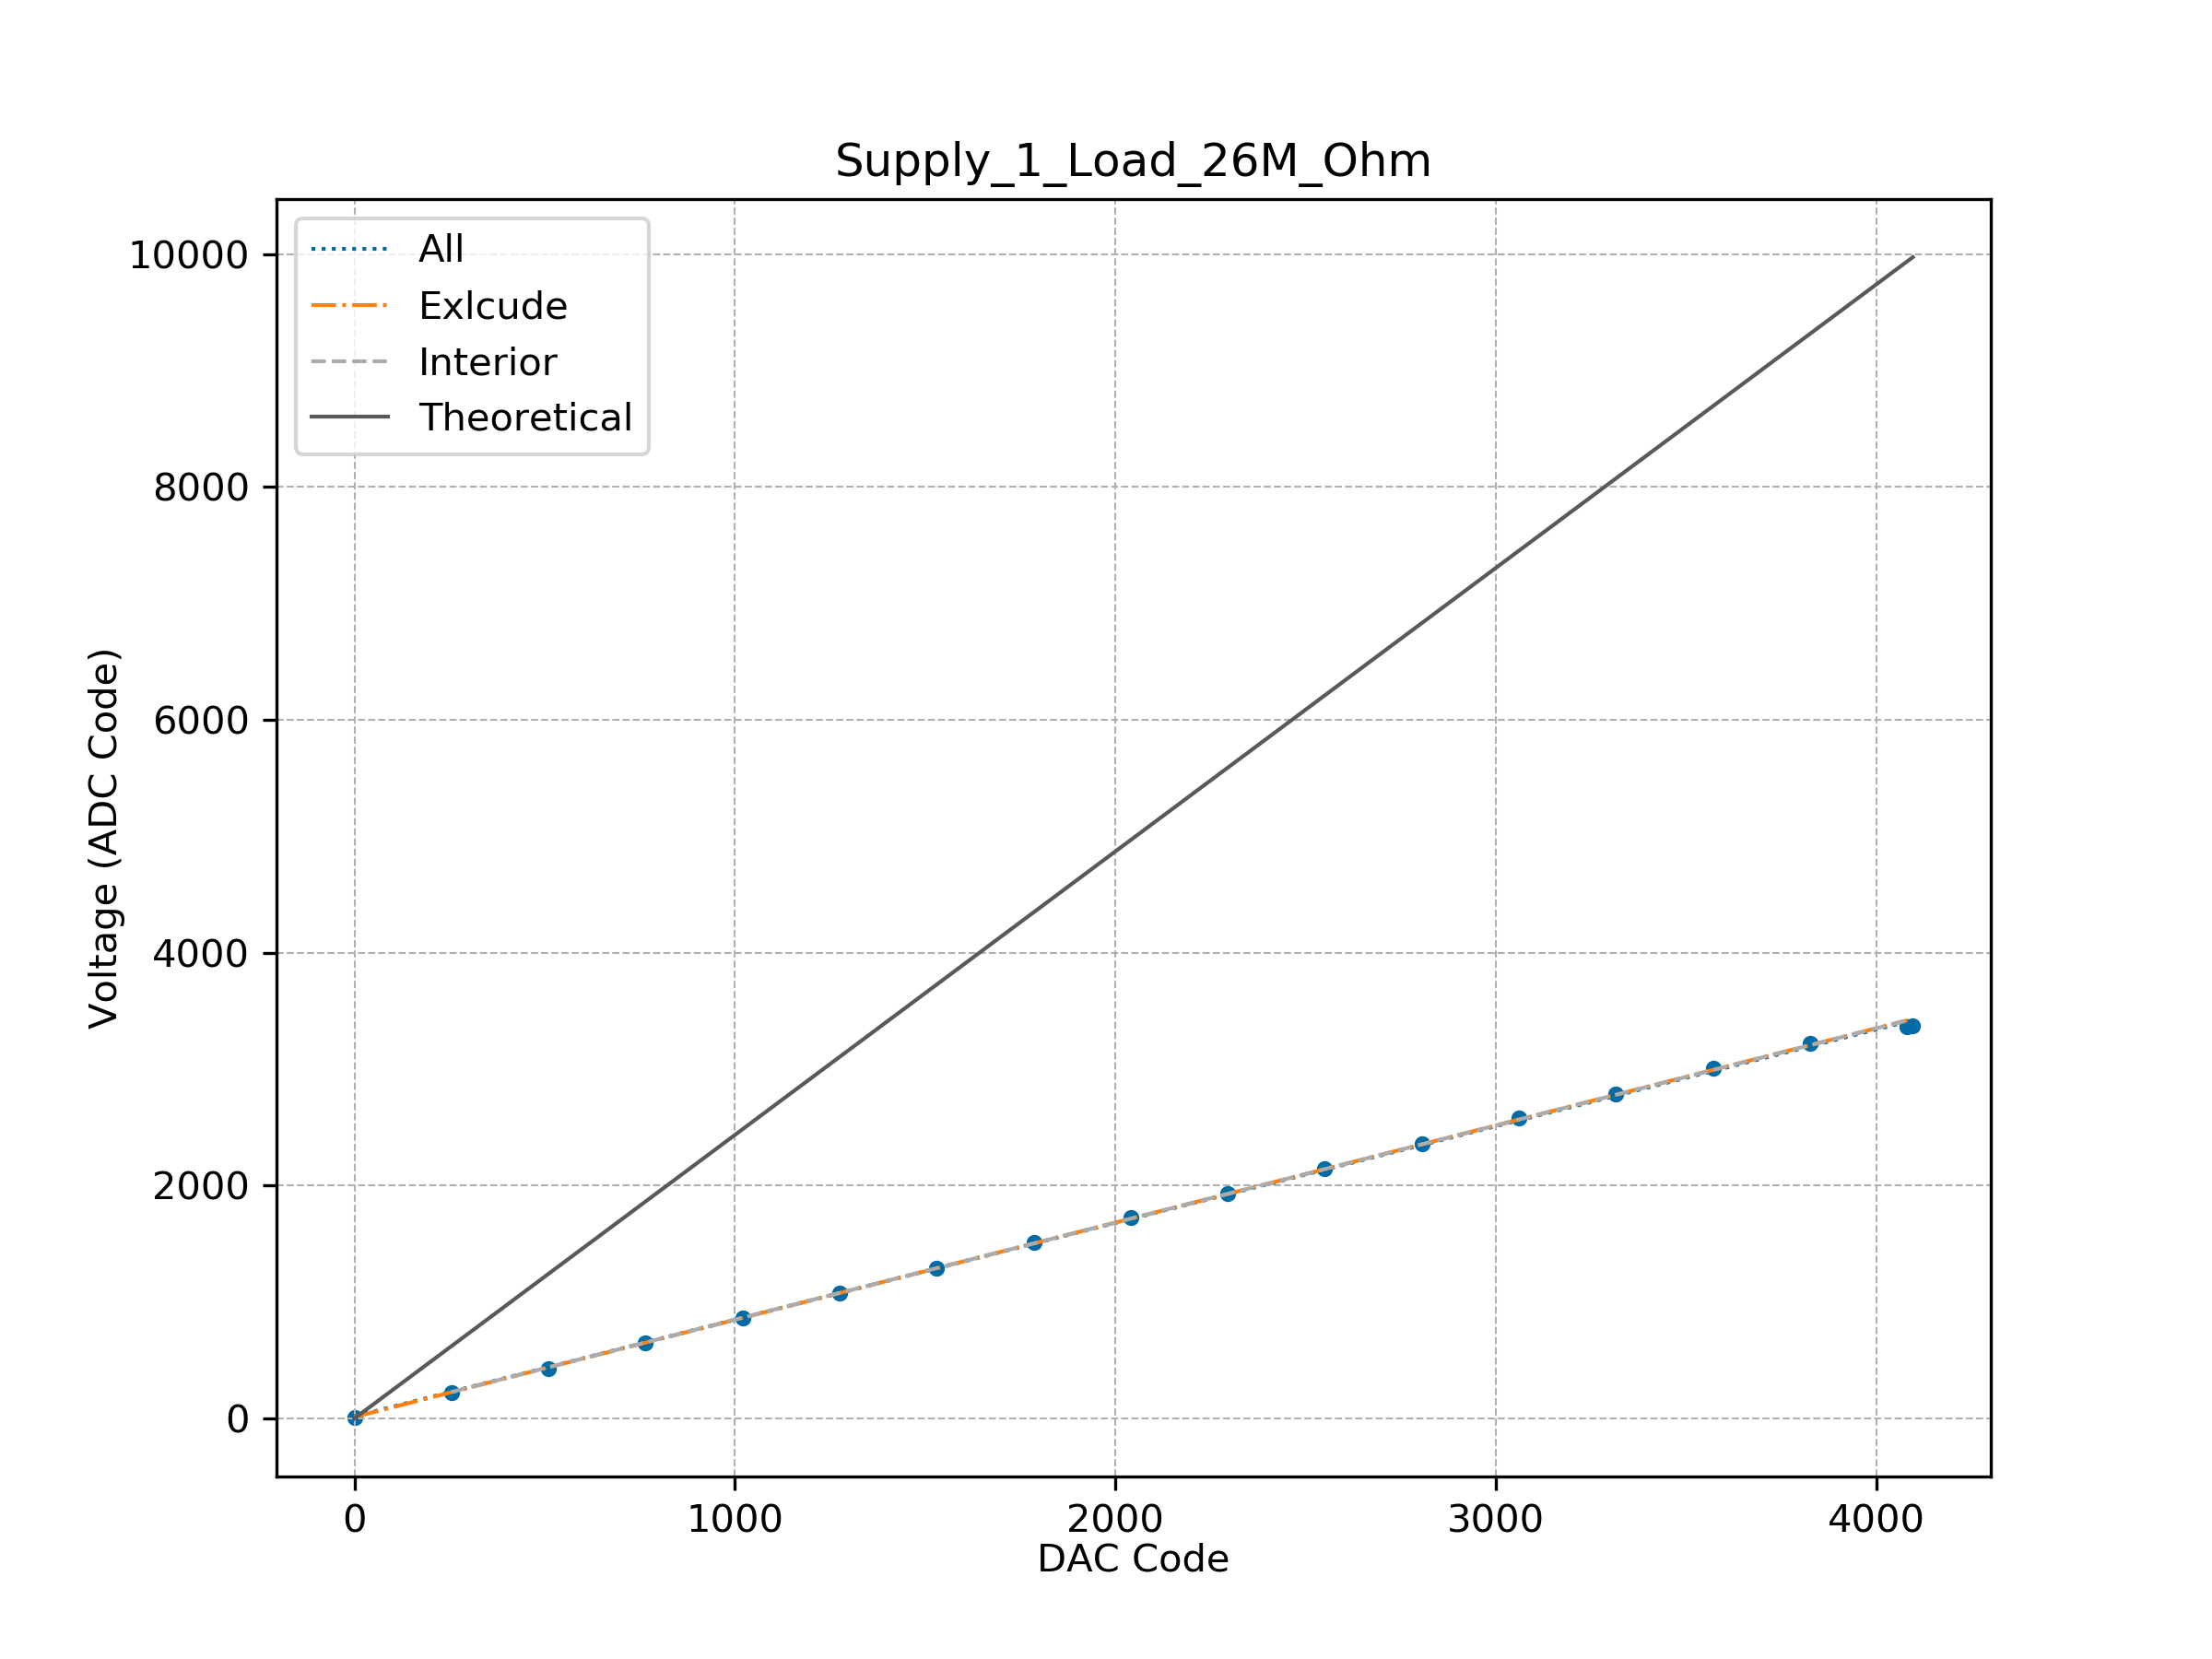 Supply_1_Load_26M_Ohm
All
Exlcude
Interior
Theoretical
Voltage (ADC Code)
10000
8000
6000
4000
2000
0
0 1000 2000 3000 4000
DAC Code